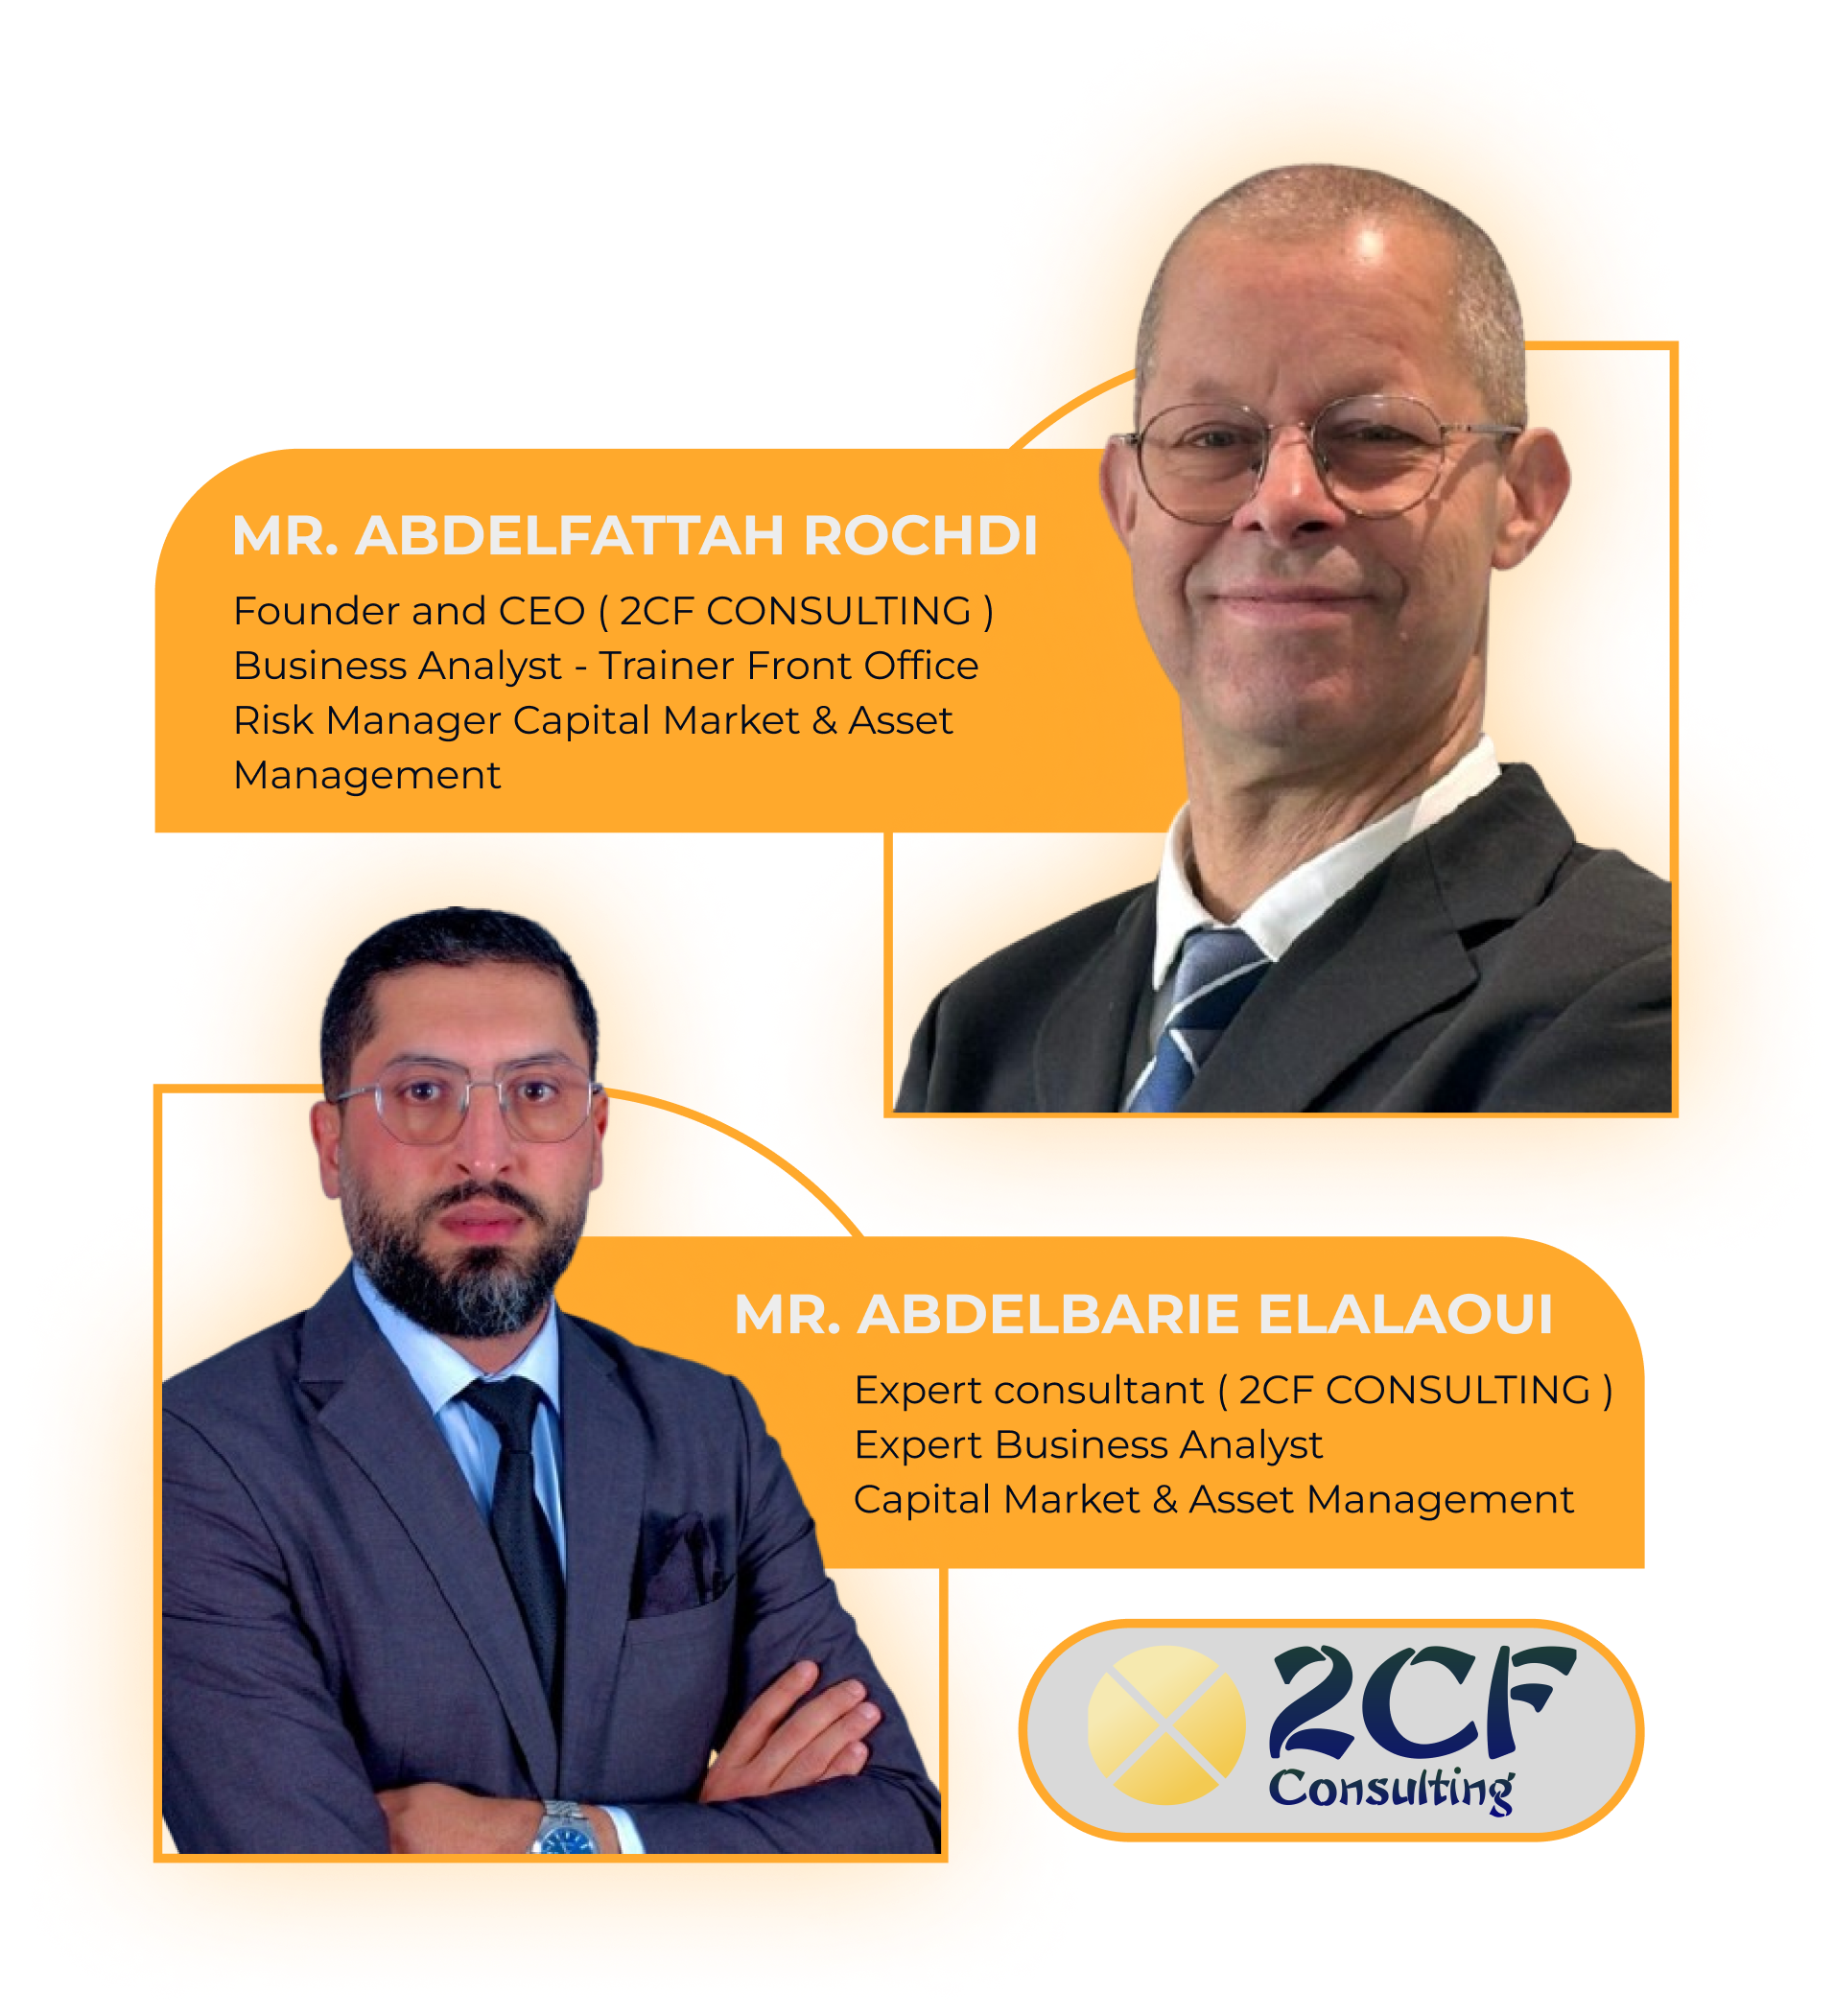 MR. ABDELFATTAH ROCHDI
Founder and CEO ( 2CF CONSULTING )
Business Analyst - Trainer Front Office
Risk Manager Capital Market & Asset
Management
MR. ABDELBARIE ELALAOUI
Expert consultant ( 2CF CONSULTING )
Expert Business Analyst
Capital Market & Asset Management
2CF
Consulting